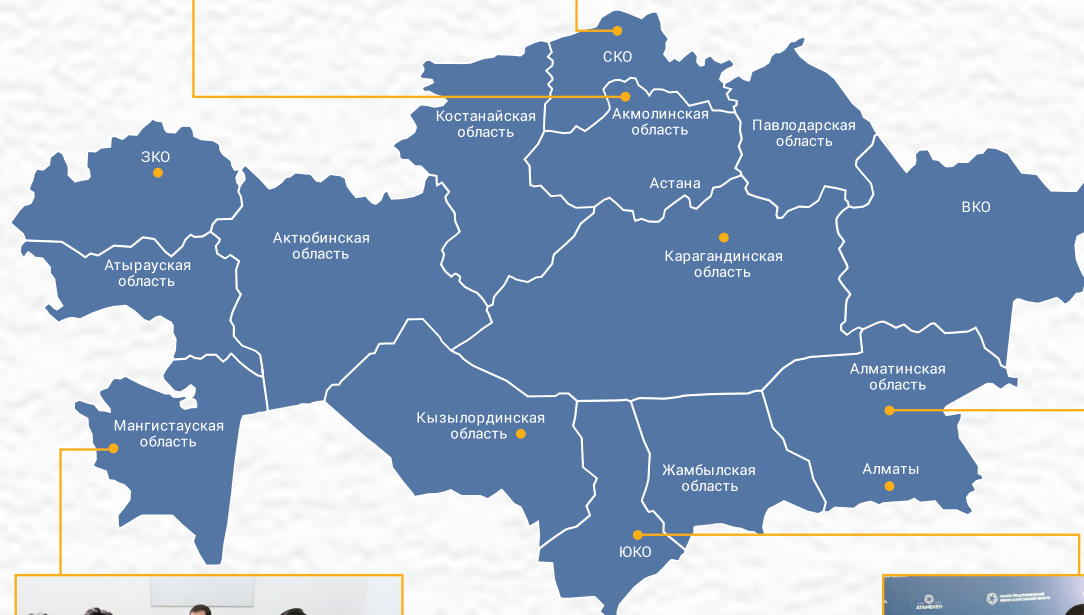 СКО
Костанайская
область
Акмолинская
область
Павлодарская
область
ЗКО
Астана
ВКО
Актюбинская
область
Карагандинская
область
Атырауская
область
Алматинская
область
Мангистауская
область
Кызылординская
область
Жамбылская
область
Алматы
ЮКО
АТАМЕКЕН